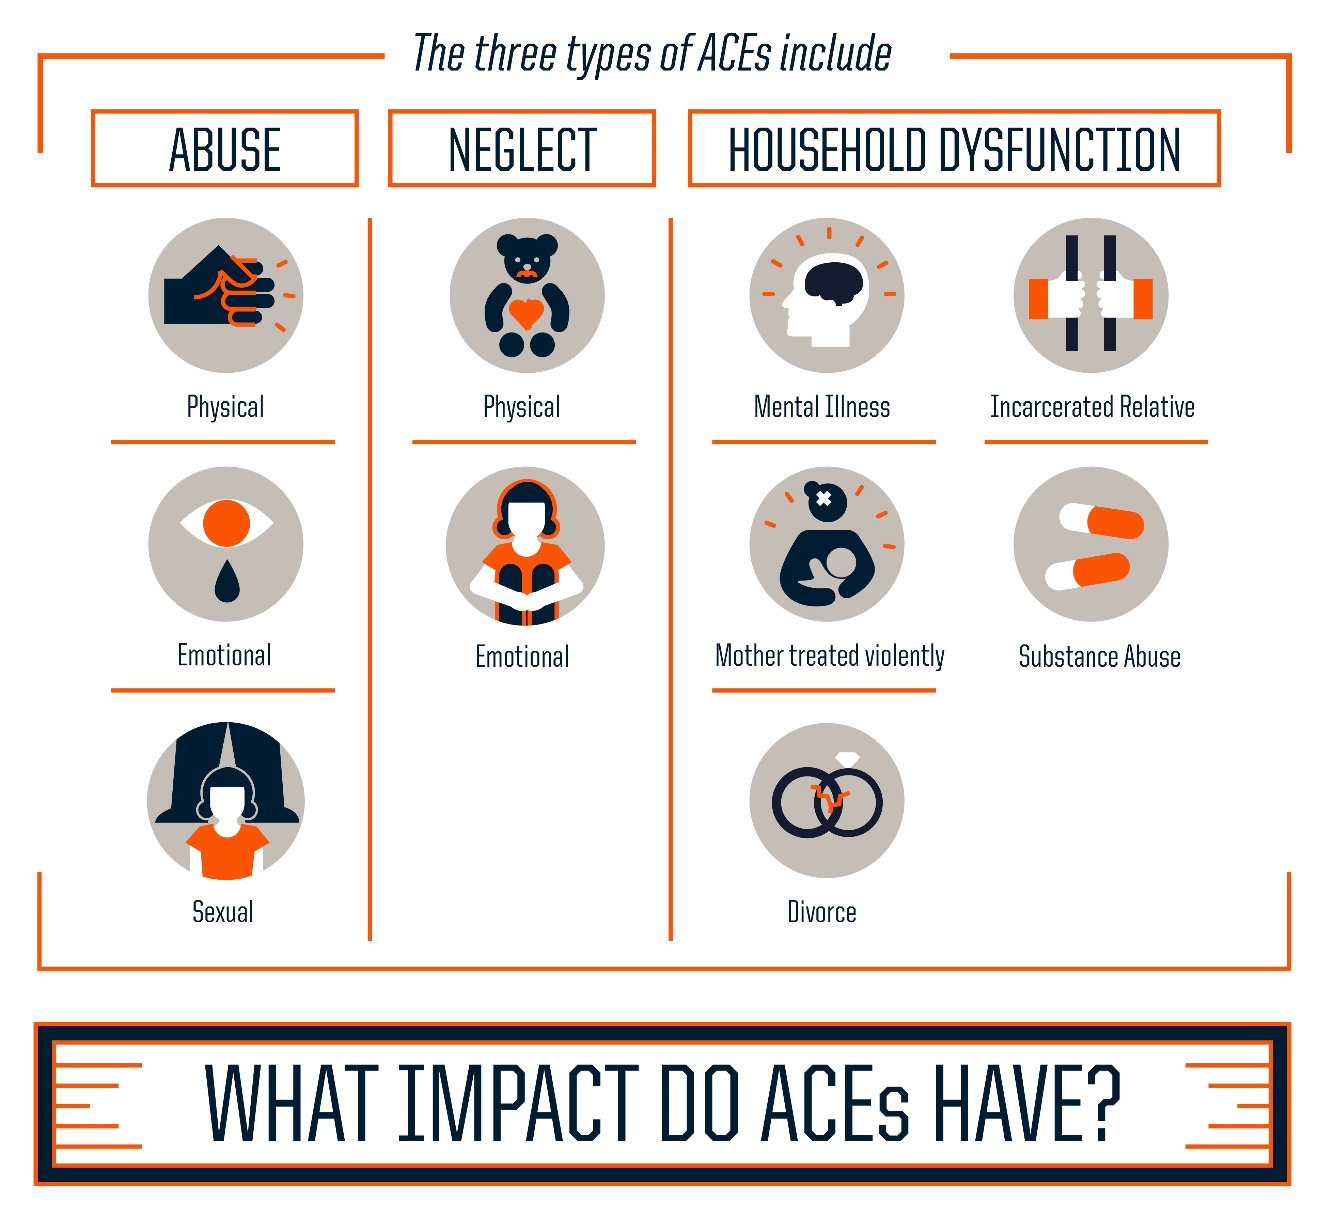 The three types of ACEs include
ABUSE
NEGLECT
HOUSEHOLD DYSFUNCTION
Physical
Physical
Mental Illness
Incarcerated Relative
Emotional
Emotional
Mother treated violently
Substance Abuse
Sexual
Divorce
WHAT IMPACT DO ACEs HAVE?